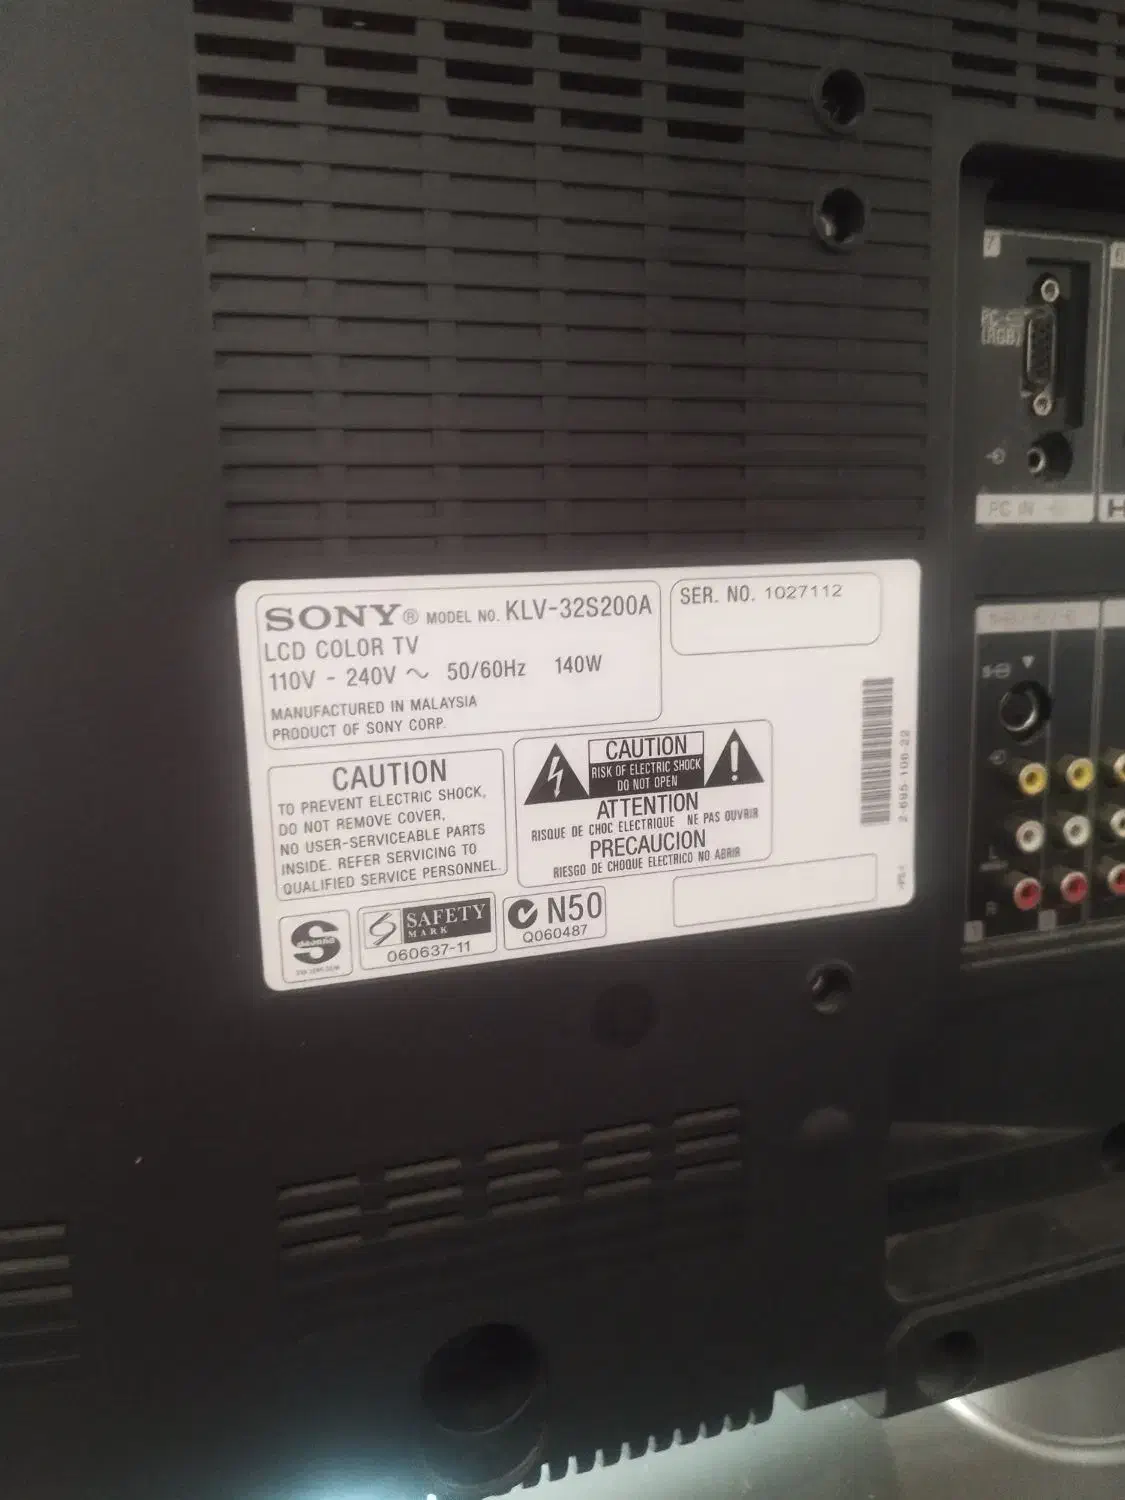 SONY® MODEL NO. KLV-32S200A
LCD COLOR TV
110V - 240V ~ 50/60Hz 140W
MANUFACTURED IN MALAYSIA
PRODUCT OF SONY CORP.
SER. NO. 1027112
CAUTION
TO PREVENT ELECTRIC SHOCK,
DO NOT REMOVE COVER,
NO USER-SERVICEABLE PARTS
INSIDE. REFER SERVICING TO
QUALIFIED SERVICE PERSONNEL.
CAUTION
RISK OF ELECTRIC SHOCK
DO NOT OPEN
ATTENTION
RISQUE DE CHOC ELECTRIQUE NE PAS OUVRIR
PRECAUCION
RIESGO DE CHOQUE ELECTRICO NO ABRIR
2-695-106-22
SAFETY
MARK
060637-11
N50
Q060487
7
PC
(RGB)
PC IN
L
R
1